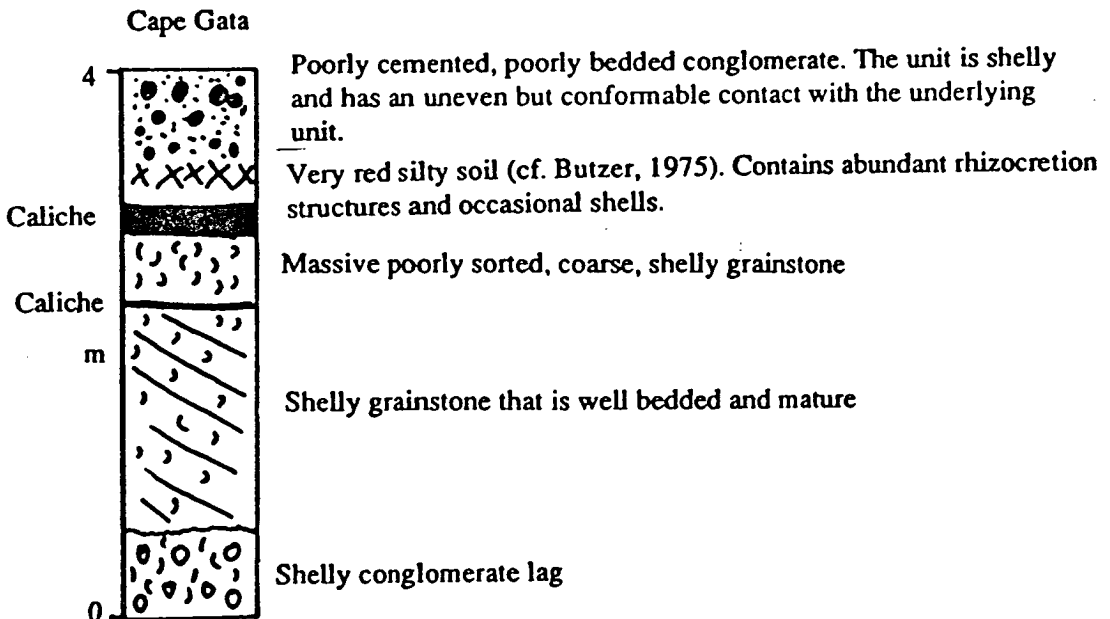 Cape Gata
4
Poorly cemented, poorly bedded conglomerate. The unit is shelly
and has an uneven but conformable contact with the underlying
unit.
Very red silty soil (cf. Butzer, 1975). Contains abundant rhizocretion
structures and occasional shells.
Caliche
Massive poorly sorted, coarse, shelly grainstone
Caliche
m
Shelly grainstone that is well bedded and mature
Shelly conglomerate lag
0